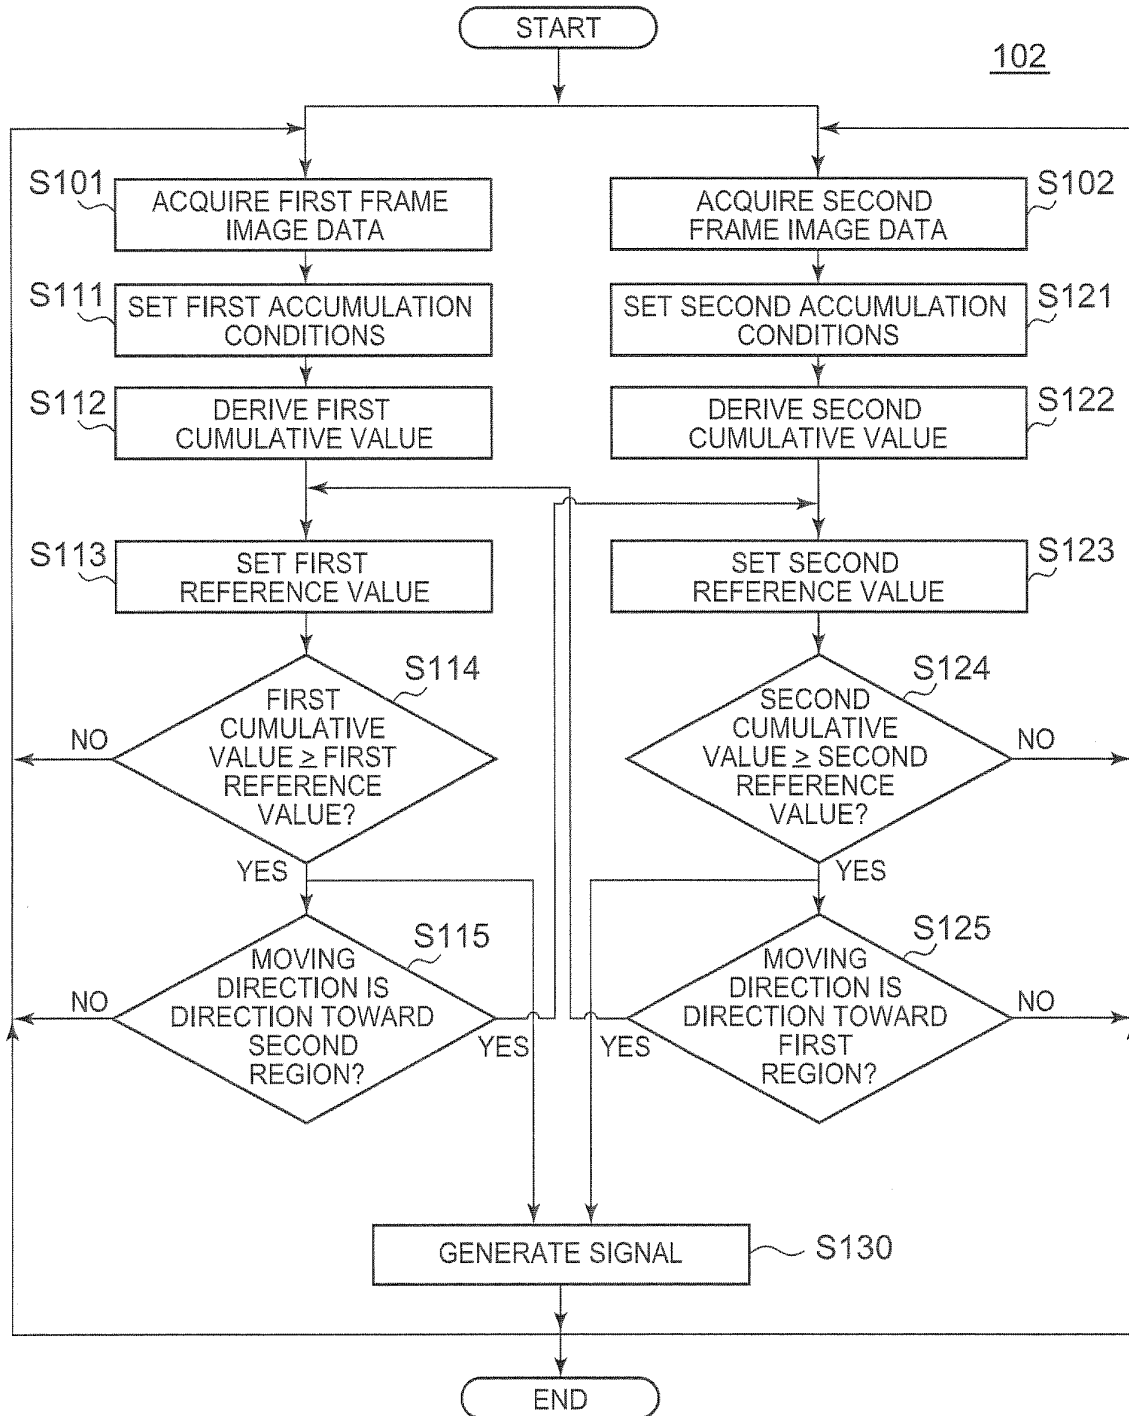 START
102
S101
ACQUIRE FIRST FRAME
IMAGE DATA
ACQUIRE SECOND
FRAME IMAGE DATA
S102
S111
SET FIRST ACCUMULATION
CONDITIONS
SET SECOND ACCUMULATION
CONDITIONS
S121
S112
DERIVE FIRST
CUMULATIVE VALUE
DERIVE SECOND
CUMULATIVE VALUE
S122
S113
SET FIRST
REFERENCE VALUE
SET SECOND
REFERENCE VALUE
S123
S114
FIRST
CUMULATIVE
VALUE ≥ FIRST
REFERENCE
VALUE?
NO
YES
S124
SECOND
CUMULATIVE
VALUE ≥ SECOND
REFERENCE
VALUE?
NO
YES
S115
MOVING
DIRECTION IS
DIRECTION TOWARD
SECOND
REGION?
NO
YES
S125
MOVING
DIRECTION IS
DIRECTION TOWARD
FIRST
REGION?
YES
NO
GENERATE SIGNAL
S130
END